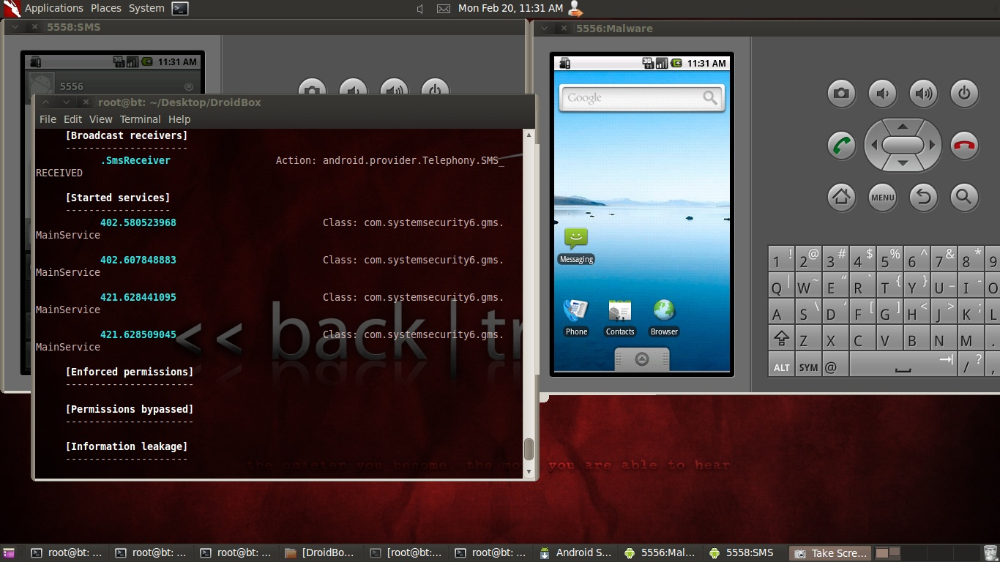 Applications Places System
Mon Feb 20, 11:31 AM
5558:SMS
11:31 AM
5556
root@bt: ~/Desktop/DroidBox
File Edit View Terminal Help
[Broadcast receivers]
---------------------
.SmsReceiver Action: android.provider.Telephony.SMS_
RECEIVED
[Started services]
------------------
402.580523968 Class: com.systemsecurity6.gms.
MainService
402.607848883 Class: com.systemsecurity6.gms.
MainService
421.628441095 Class: com.systemsecurity6.gms.
MainService
421.628509045 Class: com.systemsecurity6.gms.
MainService
[Enforced permissions]
----------------------
[Permissions bypassed]
----------------------
[Information leakage]
---------------------
<< back|tr
the quieter you become, the mo
you are able to hear
5556:Malware
11:31 AM
Google
Messaging
Phone Contacts Browser
MENU
1 ! 2 @ 3 # 4 $ 5 % 6 ^ 7 & 8 * 9
Q | W ~ E “ R ` T { Y } U _ I - O
A S \ D ‘ F [ G ] H < J > K ; L
Z X C V B N M .
ALT SYM @ / ? ,
root@bt: ... root@bt: ... root@bt: ... [DroidBo... [root@bt:... root@bt: ... Android S... 5556:Mal... 5558:SMS Take Scre...